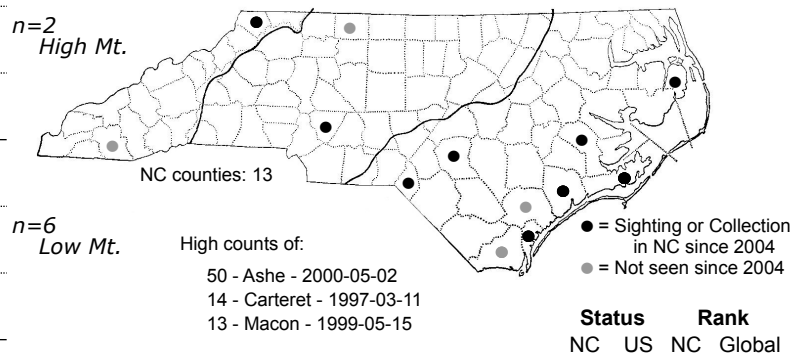 n=2
High Mt.
NC counties: 13
n=6
Low Mt.
High counts of:
50 - Ashe - 2000-05-02
14 - Carteret - 1997-03-11
13 - Macon - 1999-05-15
= Sighting or Collection
in NC since 2004
= Not seen since 2004
Status Rank
NC US NC Global